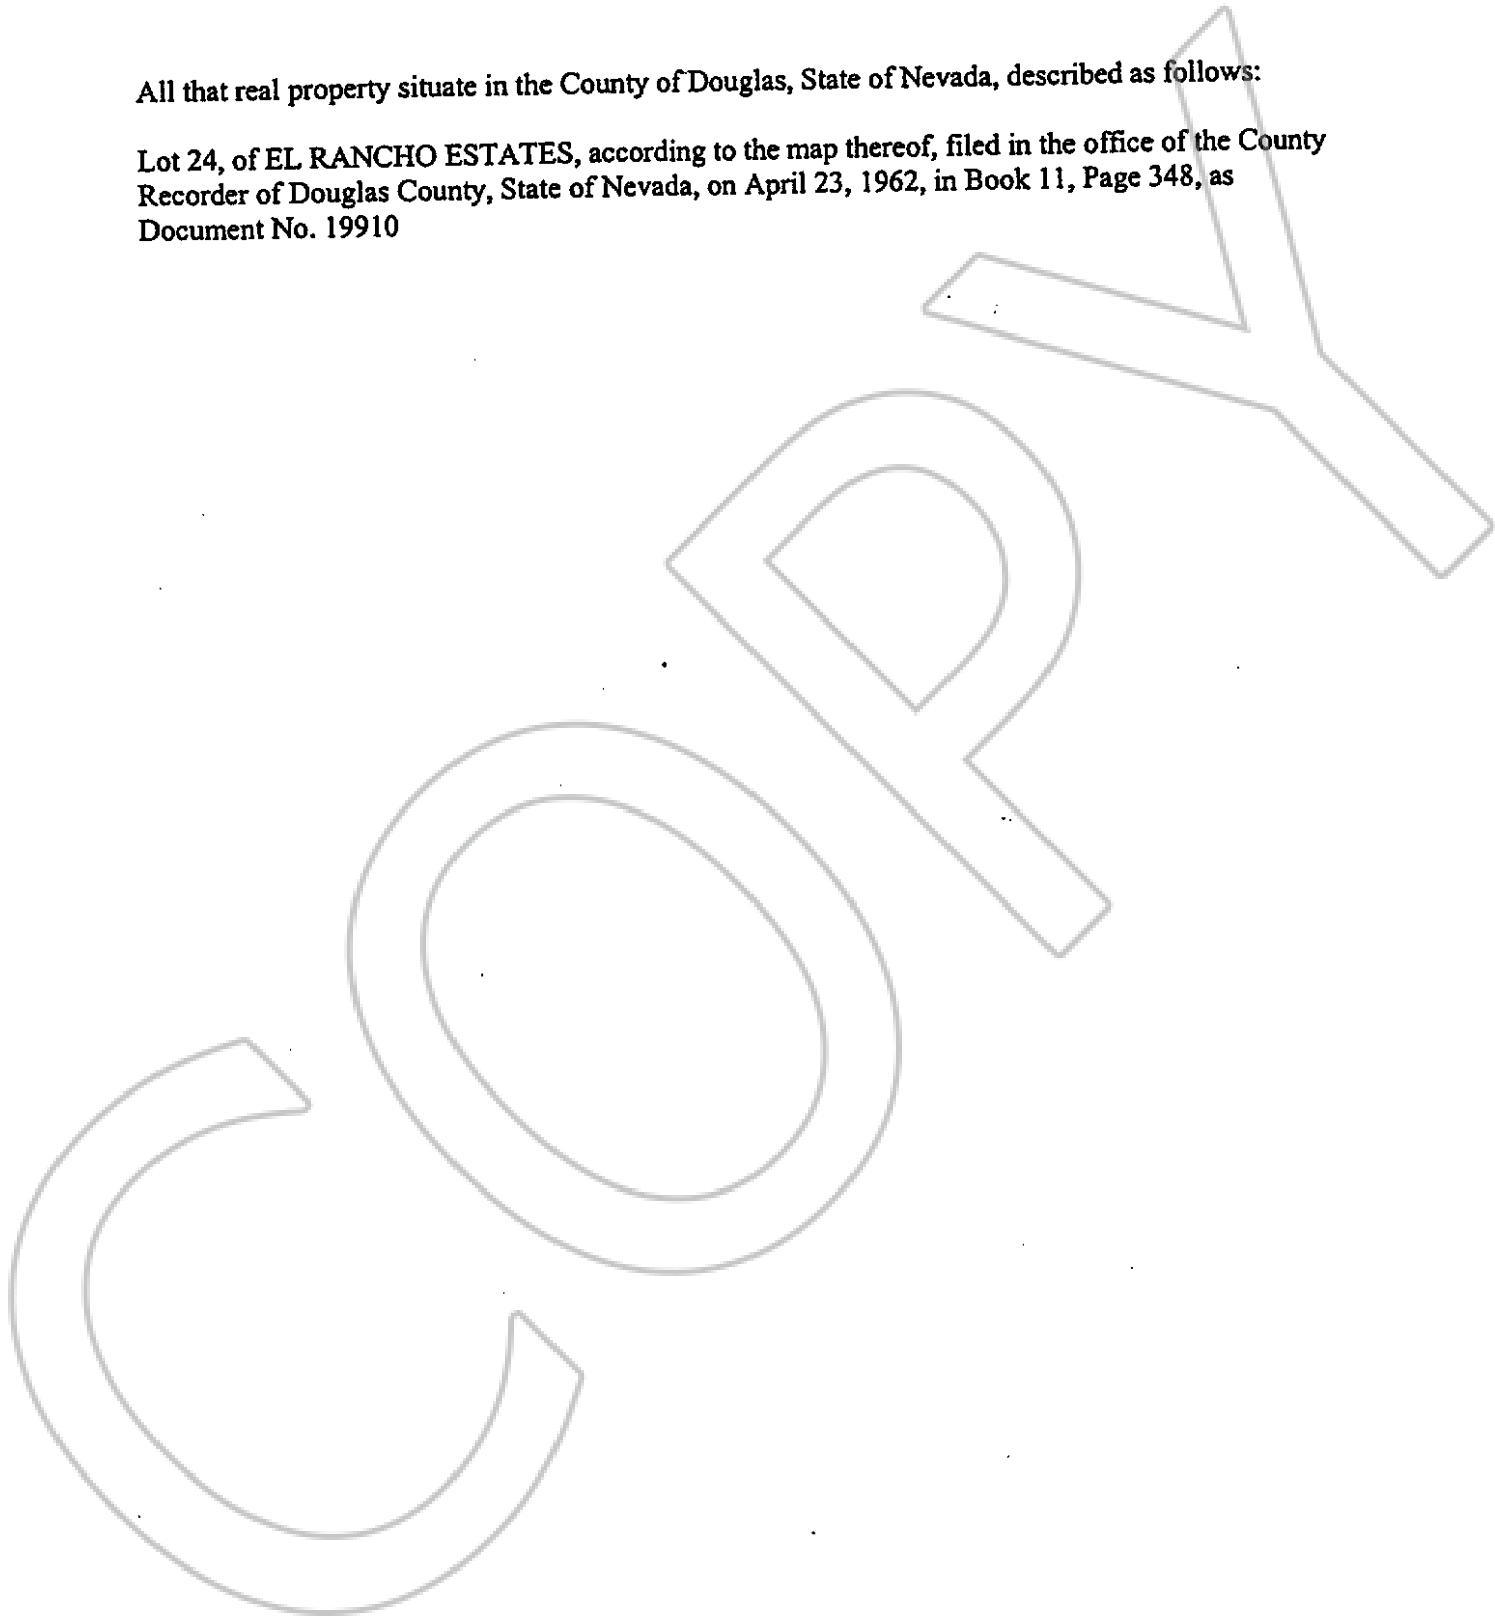 All that real property situate in the County of Douglas, State of Nevada, described as follows:
Lot 24, of EL RANCHO ESTATES, according to the map thereof, filed in the office of the County
Recorder of Douglas County, State of Nevada, on April 23, 1962, in Book 11, Page 348, as
Document No. 19910
COPY